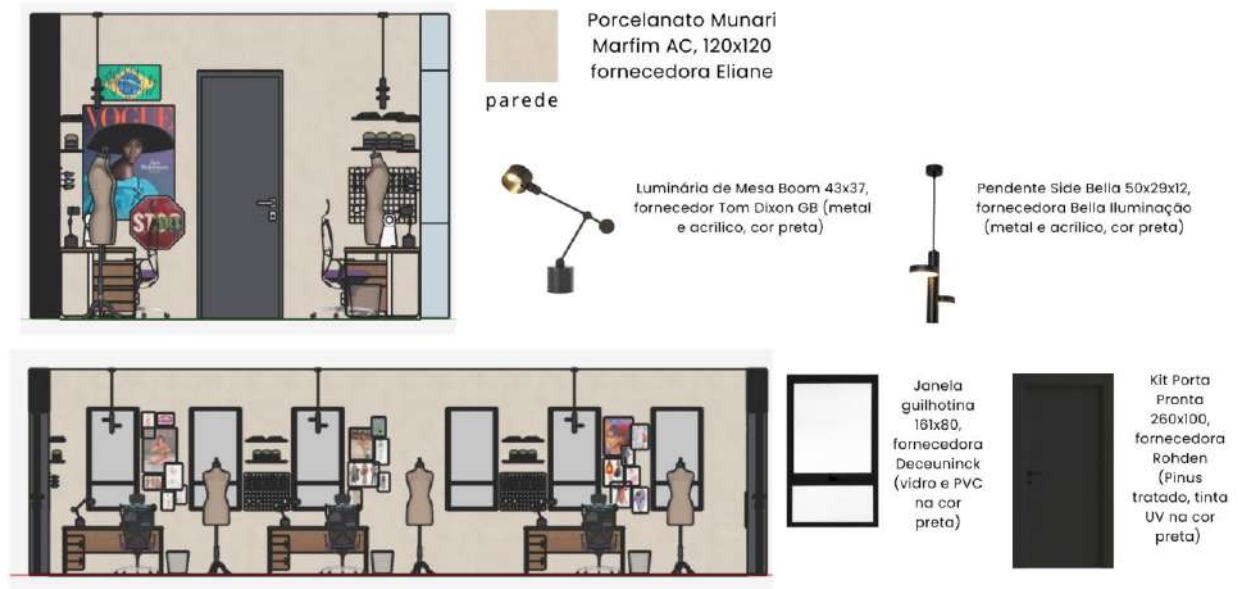 Porcelanato Munari
Marfim AC, 120x120
fornecedora Eliane
parede
VOGUE
STOP
Luminária de Mesa Boom 43x37,
fornecedor Tom Dixon GB (metal
e acrílico, cor preta)
Pendente Side Bella 50x29x12,
fornecedora Bella Iluminação
(metal e acrílico, cor preta)
Janela
guilhotina
161x80,
fornecedora
Deceuninck
(vidro e PVC
na cor
preta)
Kit Porta
Pronta
260x100,
fornecedora
Rohden
(Pinus
tratado, tinta
UV na cor
preta)